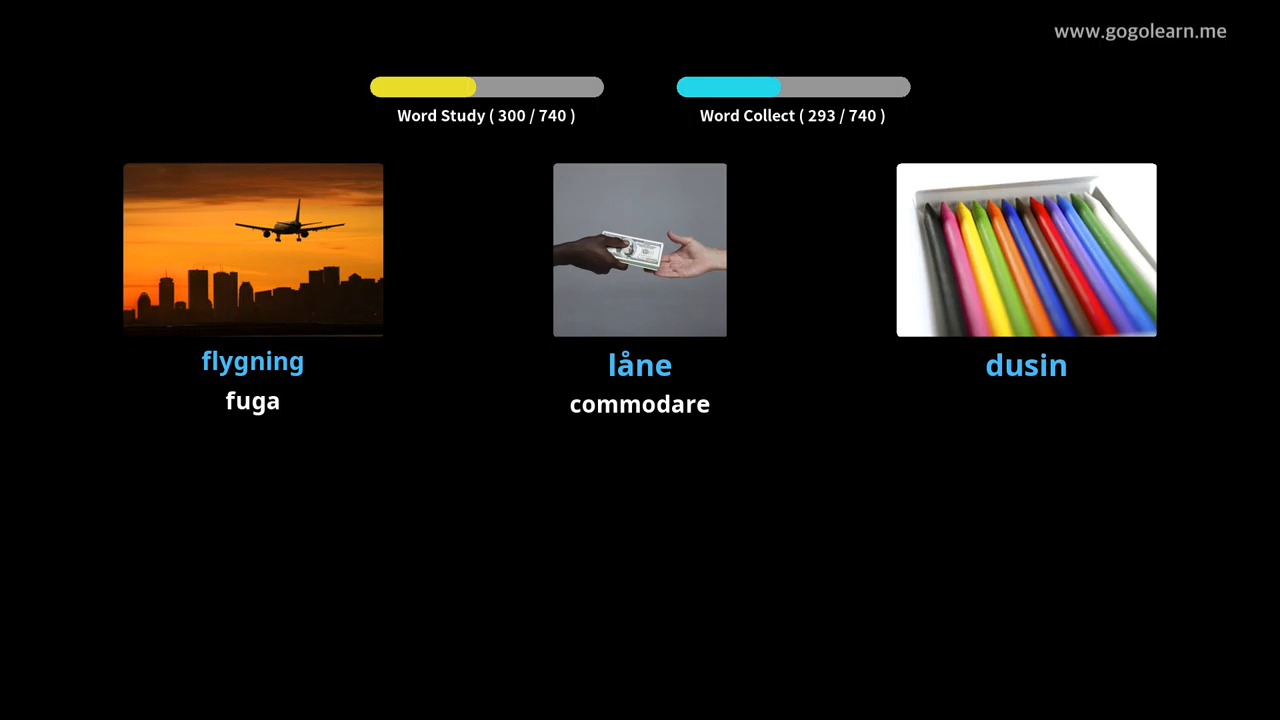 www.gogolearn.me
Word Study ( 300 / 740 )
Word Collect ( 293 / 740 )
flygning
låne
dusin
fuga
commodare